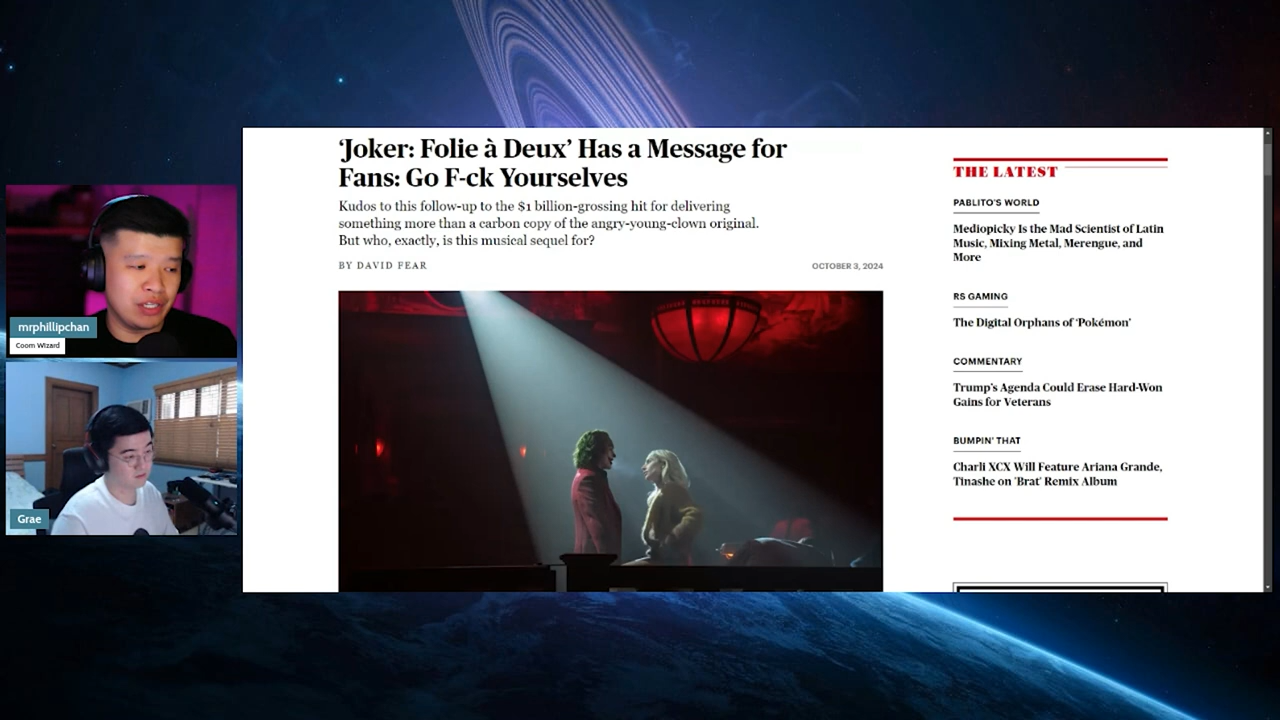 'Joker: Folie à Deux' Has a Message for
Fans: Go F-ck Yourselves
Kudos to this follow-up to the $1 billion-grossing hit for delivering
something more than a carbon copy of the angry-young-clown original.
But who, exactly, is this musical sequel for?
BY DAVID FEAR
OCTOBER 3, 2024
THE LATEST
PABLITO'S WORLD
Mediopicky Is the Mad Scientist of Latin
Music, Mixing Metal, Merengue, and
More
RS GAMING
The Digital Orphans of 'Pokémon'
COMMENTARY
Trump's Agenda Could Erase Hard-Won
Gains for Veterans
BUMPIN' THAT
Charli XCX Will Feature Ariana Grande,
Tinashe on 'Brat' Remix Album
mrphillipchan
Coom Wizard
Grae